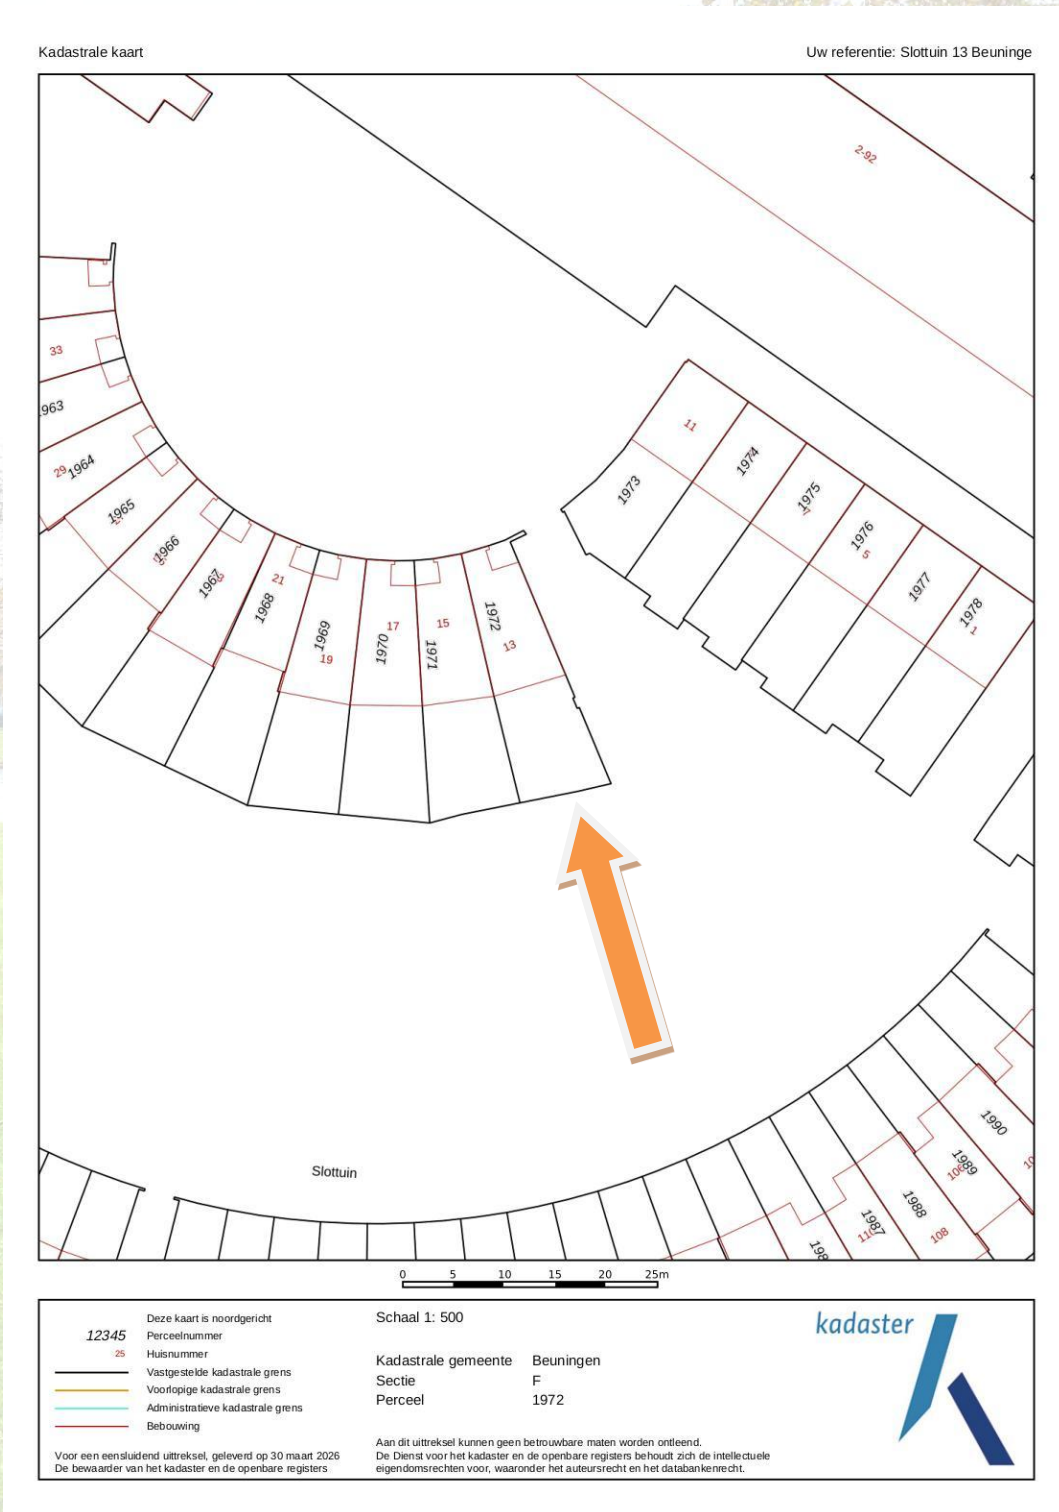 Kadastrale kaart
Uw referentie: Slottuin 13 Beuninge
2-92
33
963
29
1964
1965
1966
1967
21
1968
1969
19
17
1970
15
1971
1972
13
11
1973
1974
1975
7
1976
5
1977
1978
1
1990
1989
106
10
1988
108
1987
110
198
Slottuin
0 5 10 15 20 25m
Deze kaart is noordgericht
12345 Perceelnummer
25 Huisnummer
Vastgestelde kadastrale grens
Voorlopige kadastrale grens
Administratieve kadastrale grens
Bebouwing
Voor een eensluidend uittreksel, geleverd op 30 maart 2026
De bewaarder van het kadaster en de openbare registers
Schaal 1: 500
Kadastrale gemeente Beuningen
Sectie F
Perceel 1972
Aan dit uittreksel kunnen geen betrouwbare maten worden ontleend.
De Dienst voor het kadaster en de openbare registers behoudt zich de intellectuele
eigendomsrechten voor, waaronder het auteursrecht en het databankenrecht.
kadaster